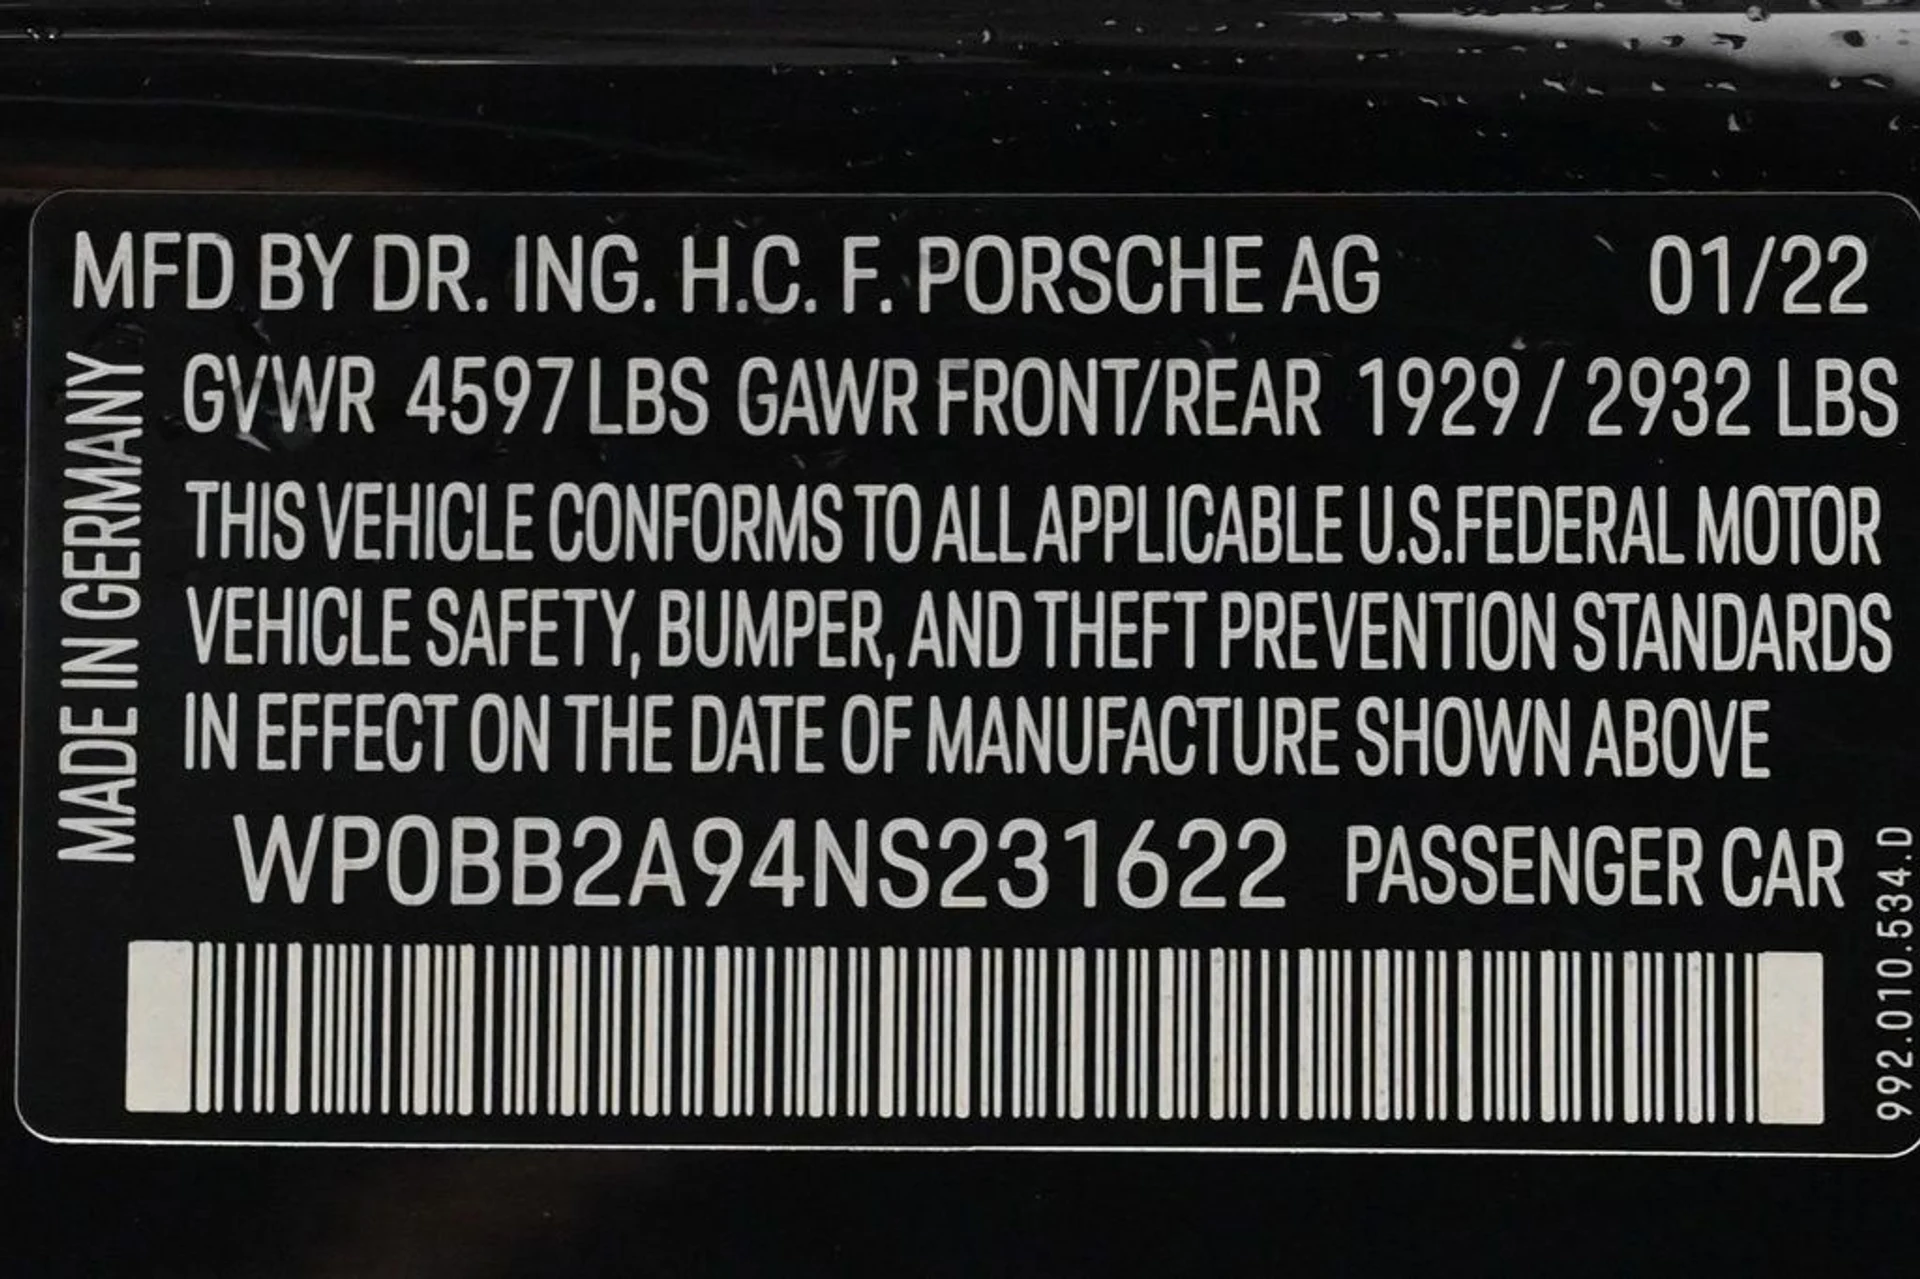 MFD BY DR. ING. H.C. F. PORSCHE AG 01/22
GVWR 4597 LBS GAWR FRONT/REAR 1929 / 2932 LBS
THIS VEHICLE CONFORMS TO ALL APPLICABLE U.S.FEDERAL MOTOR
VEHICLE SAFETY, BUMPER, AND THEFT PREVENTION STANDARDS
IN EFFECT ON THE DATE OF MANUFACTURE SHOWN ABOVE
WP0BB2A94NS231622 PASSENGER CAR
MADE IN GERMANY
992.010.534.D